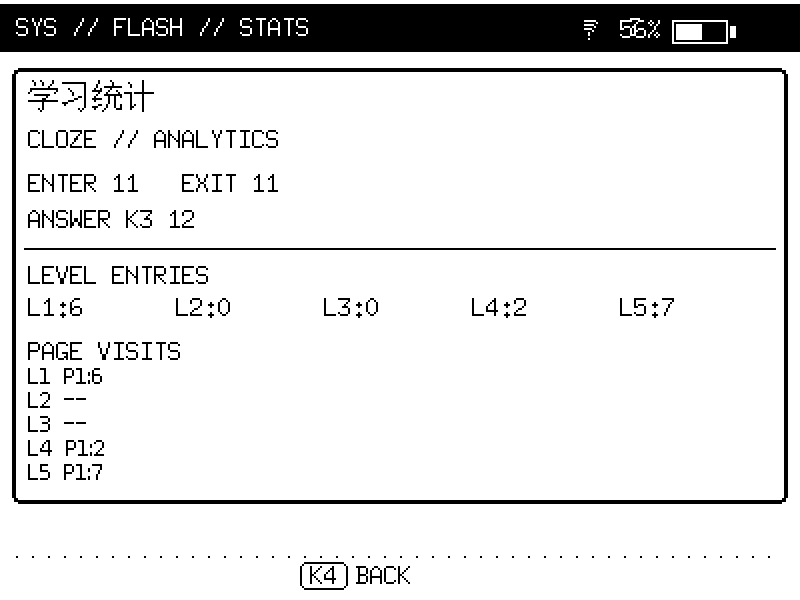 SYS // FLASH // STATS 56%
学习统计
CLOZE // ANALYTICS
ENTER 11 EXIT 11
ANSWER K3 12
LEVEL ENTRIES
L1:6 L2:0 L3:0 L4:2 L5:7
PAGE VISITS
L1 P1:6
L2 --
L3 --
L4 P1:2
L5 P1:7
K4 BACK